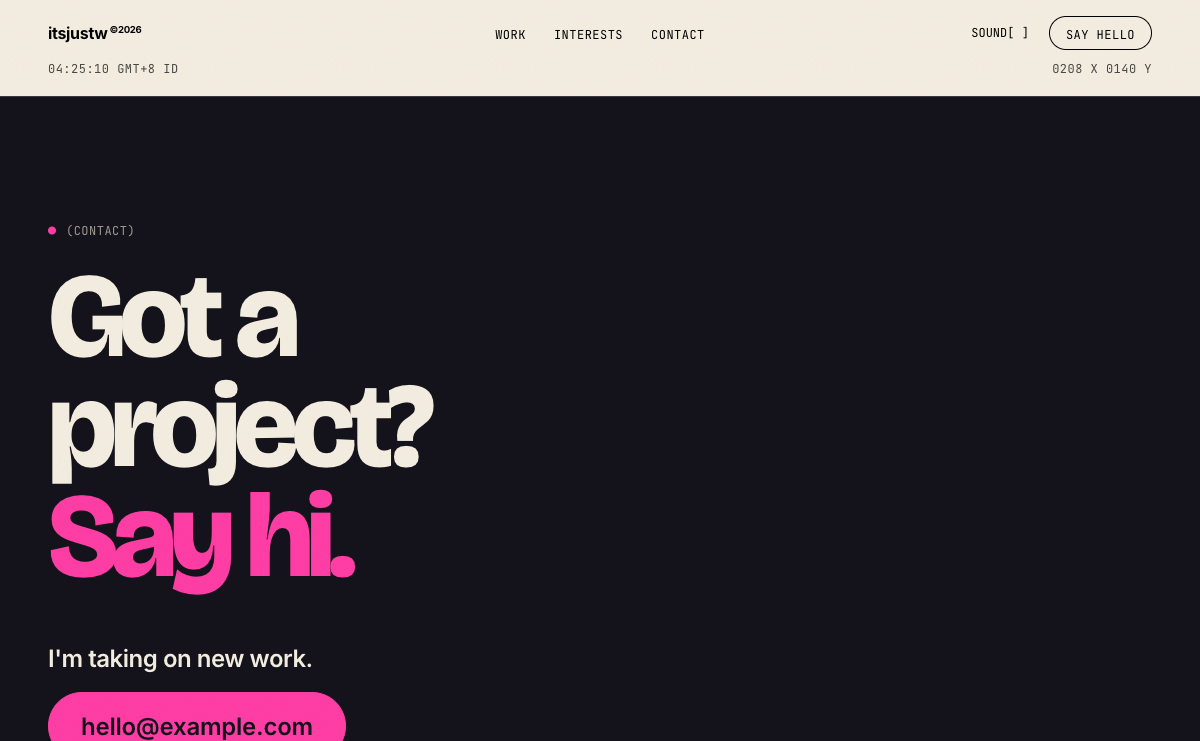 itsjustw ©2026
WORK INTERESTS CONTACT
SOUND[ ] SAY HELLO
04:25:10 GMT+8 ID
0208 X 0140 Y
(CONTACT)
Got a
project?
Say hi.
I'm taking on new work.
hello@example.com